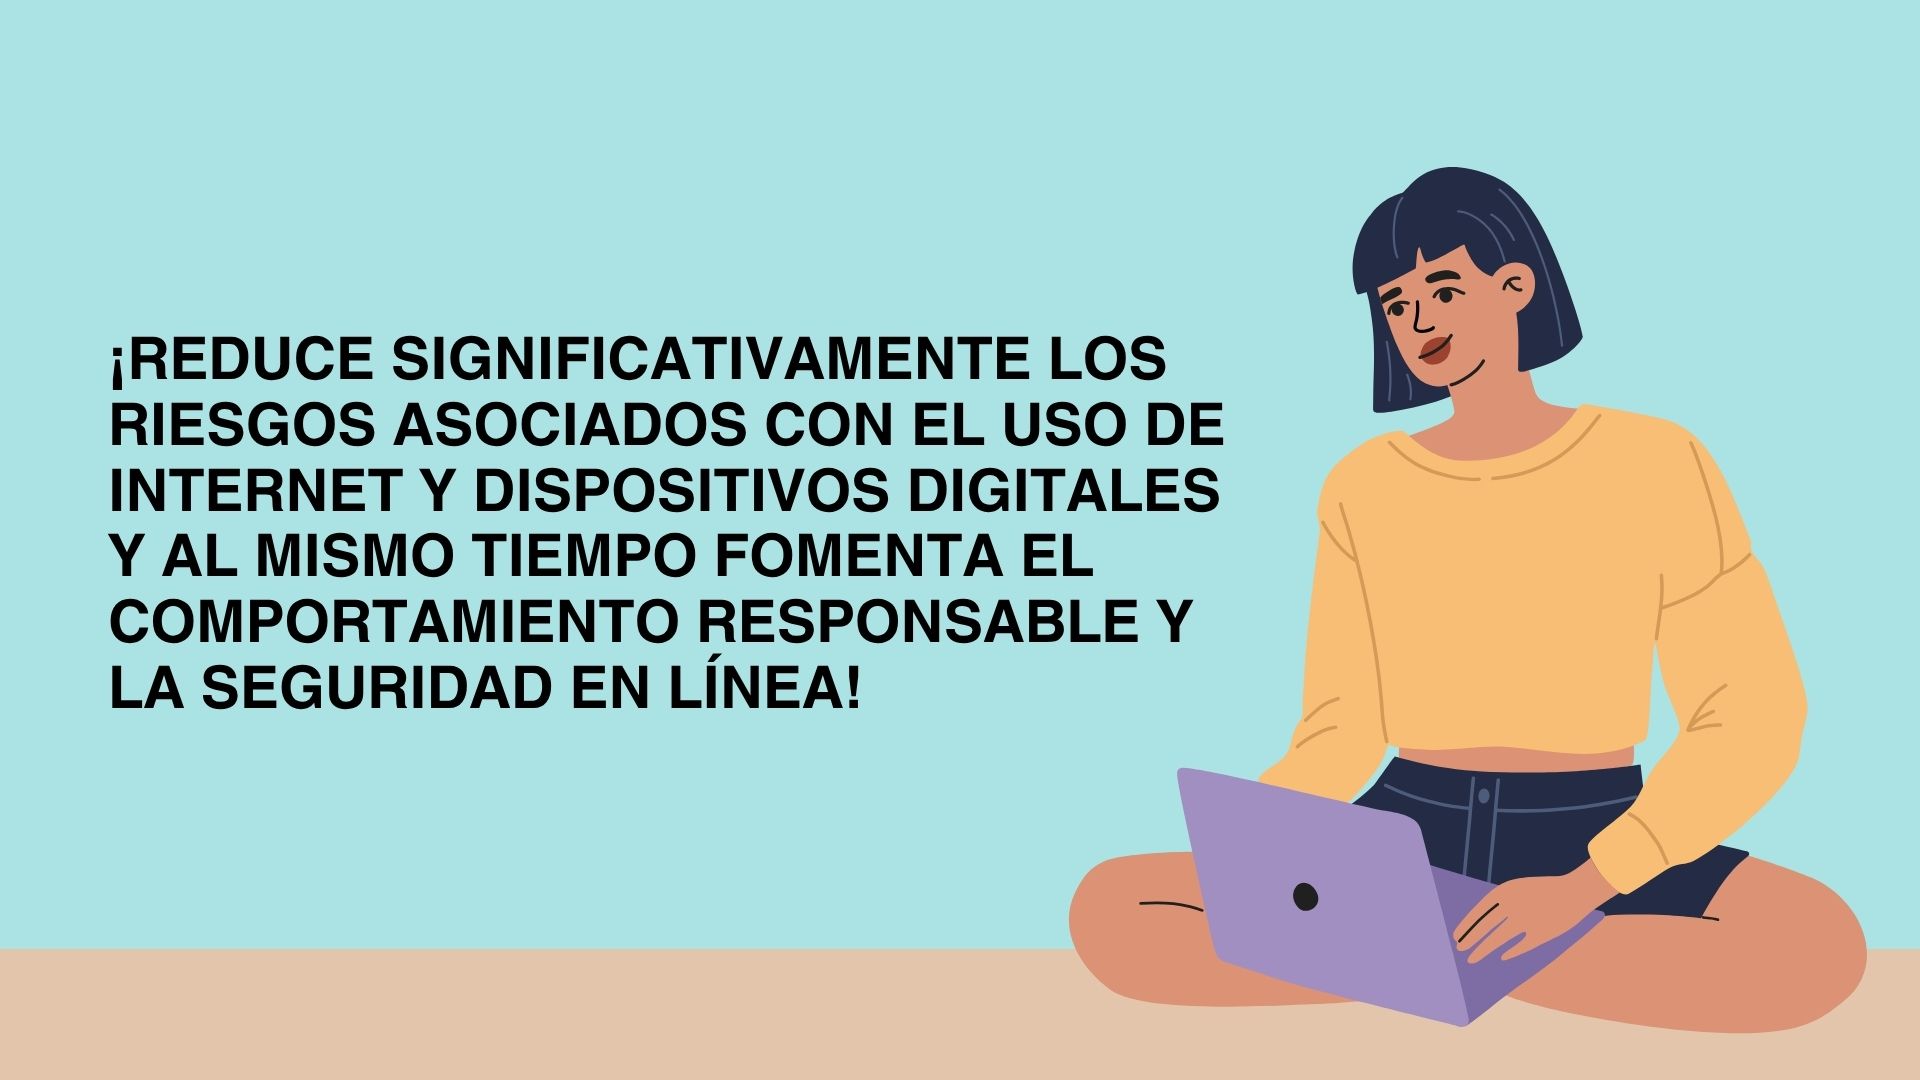 ¡REDUCE SIGNIFICATIVAMENTE LOS
RIESGOS ASOCIADOS CON EL USO DE
INTERNET Y DISPOSITIVOS DIGITALES
Y AL MISMO TIEMPO FOMENTA EL
COMPORTAMIENTO RESPONSABLE Y
LA SEGURIDAD EN LÍNEA!